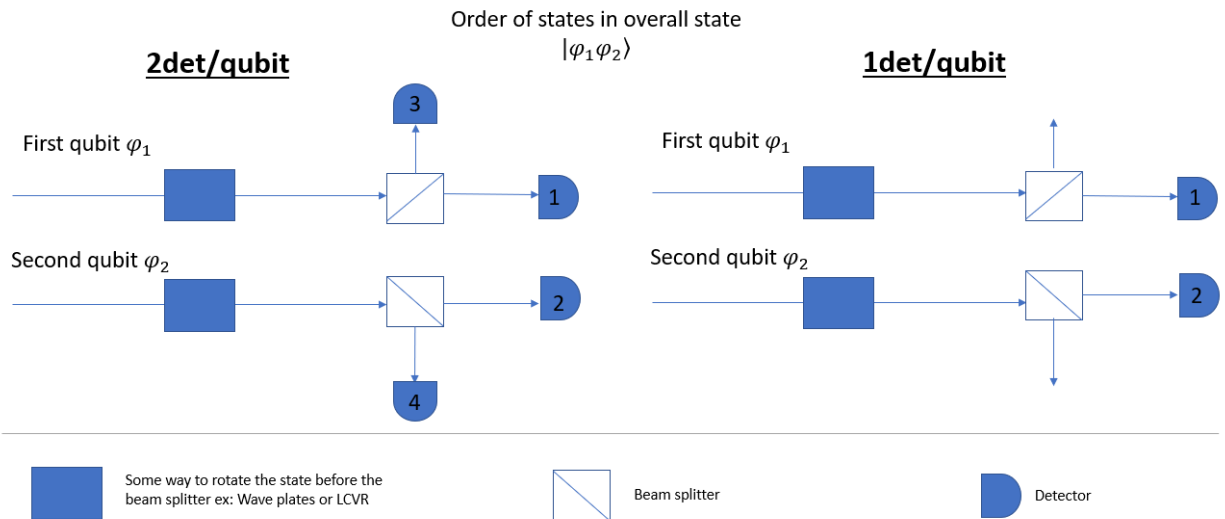 Order of states in overall state
|φ₁φ₂⟩
2det/qubit
1det/qubit
3
First qubit φ₁
1
Second qubit φ₂
2
4
First qubit φ₁
1
Second qubit φ₂
2
Some way to rotate the state before the
beam splitter ex: Wave plates or LCVR
Beam splitter
Detector